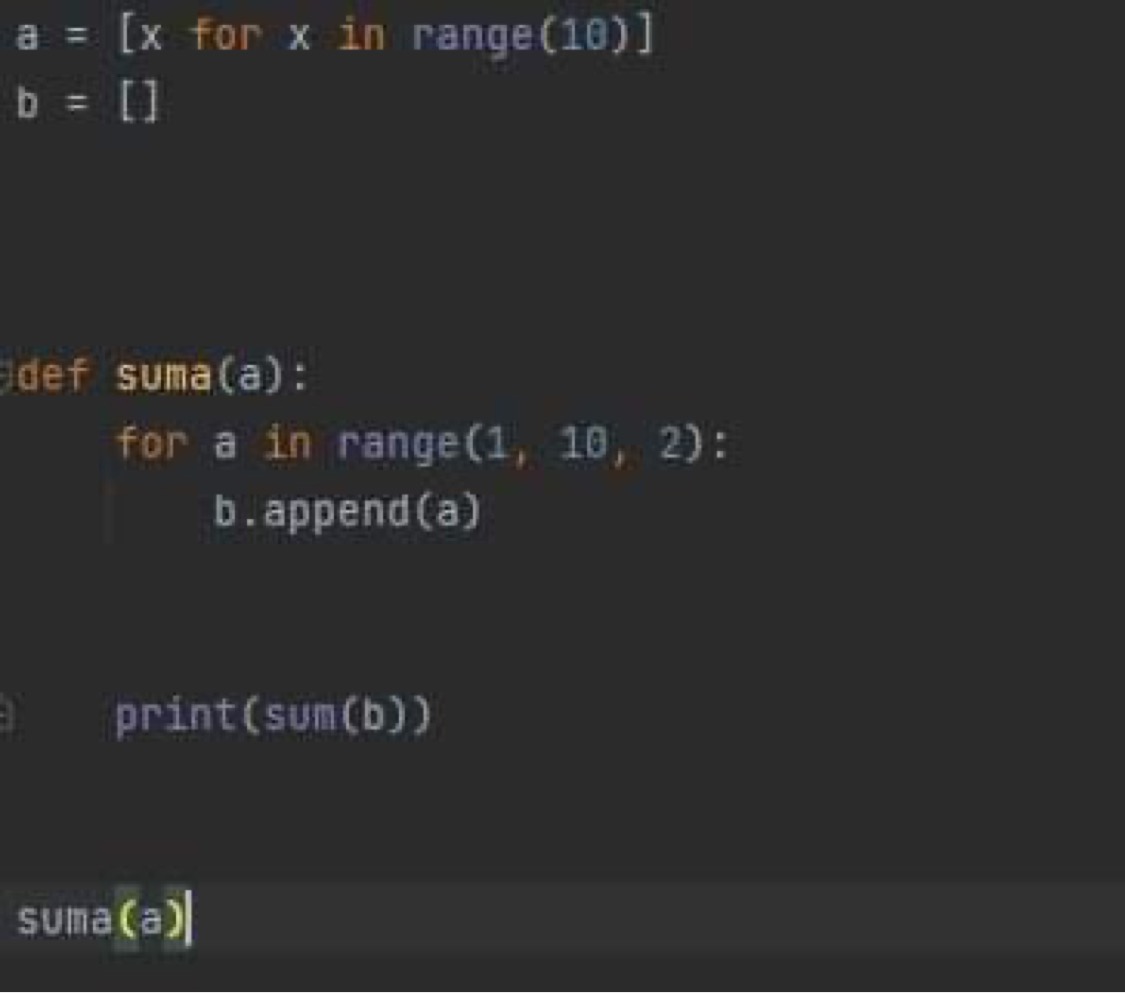 a = [x for x in range(10)]
b = []
def suma(a):
    for a in range(1, 10, 2):
        b.append(a)
    print(sum(b))
suma(a)